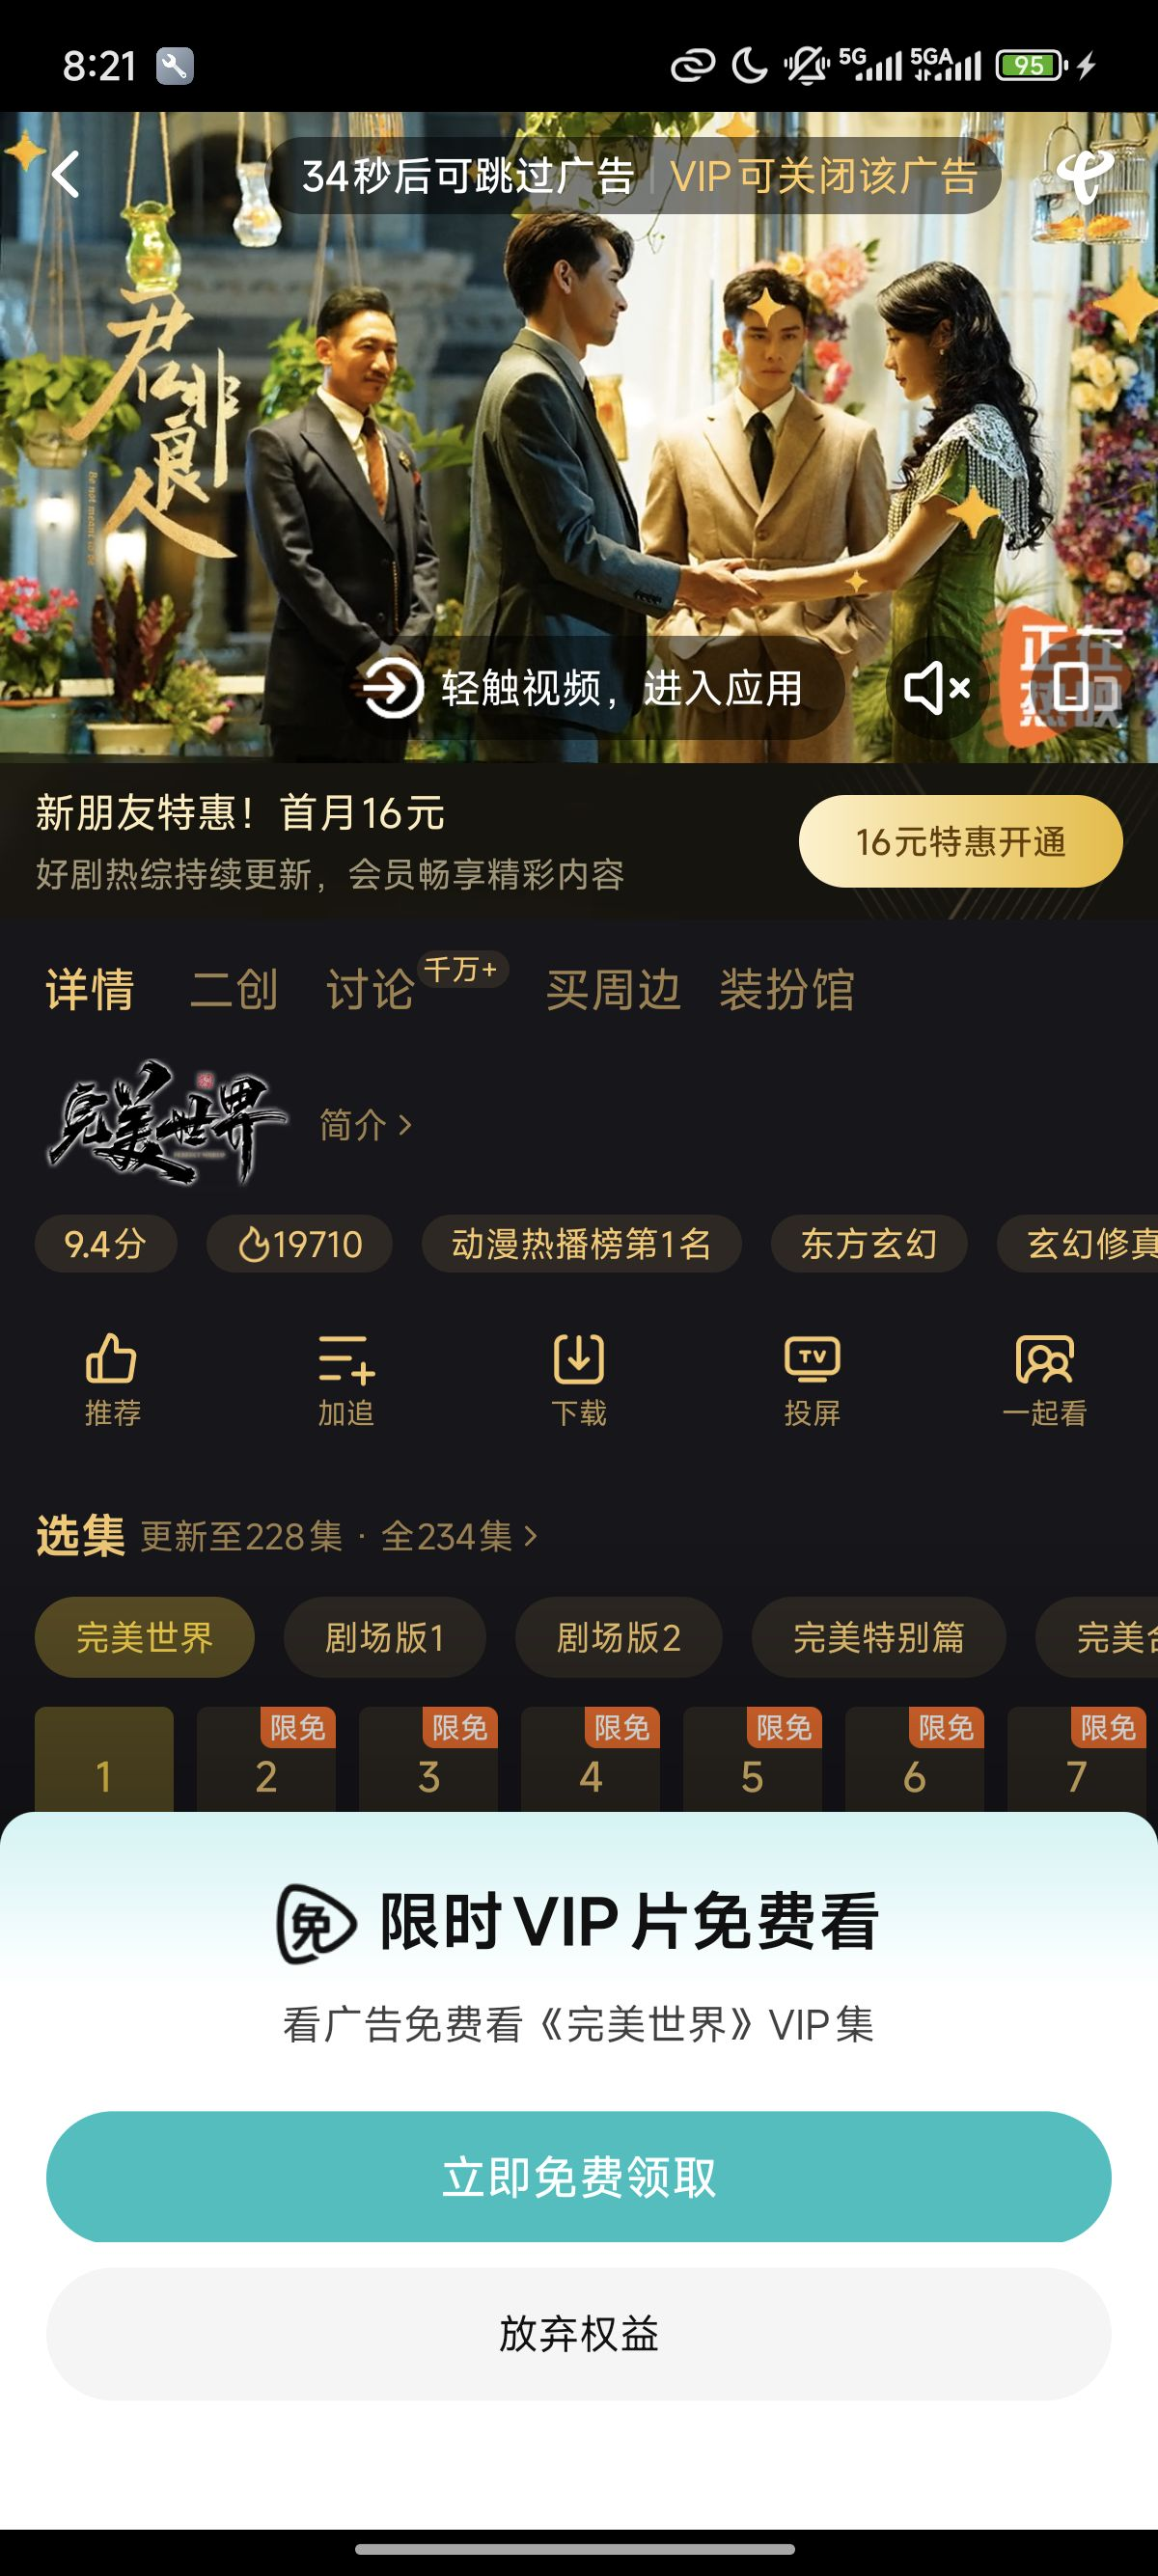 8:21
5G
5GA
95
34秒后可跳过广告
VIP可关闭该广告
君非良人
轻触视频，进入应用
正在
热映
新朋友特惠！首月16元
好剧热综持续更新，会员畅享精彩内容
16元特惠开通
详情
二创
讨论
千万+
买周边
装扮馆
完美世界
简介
9.4分
19710
动漫热播榜第1名
东方玄幻
玄幻修真
推荐
加追
下载
TV
投屏
一起看
选集 更新至228集 · 全234集
完美世界
剧场版1
剧场版2
完美特别篇
完美合
限免
限免
限免
限免
限免
限免
1
2
3
4
5
6
7
免 限时VIP片免费看
看广告免费看《完美世界》VIP集
立即免费领取
放弃权益